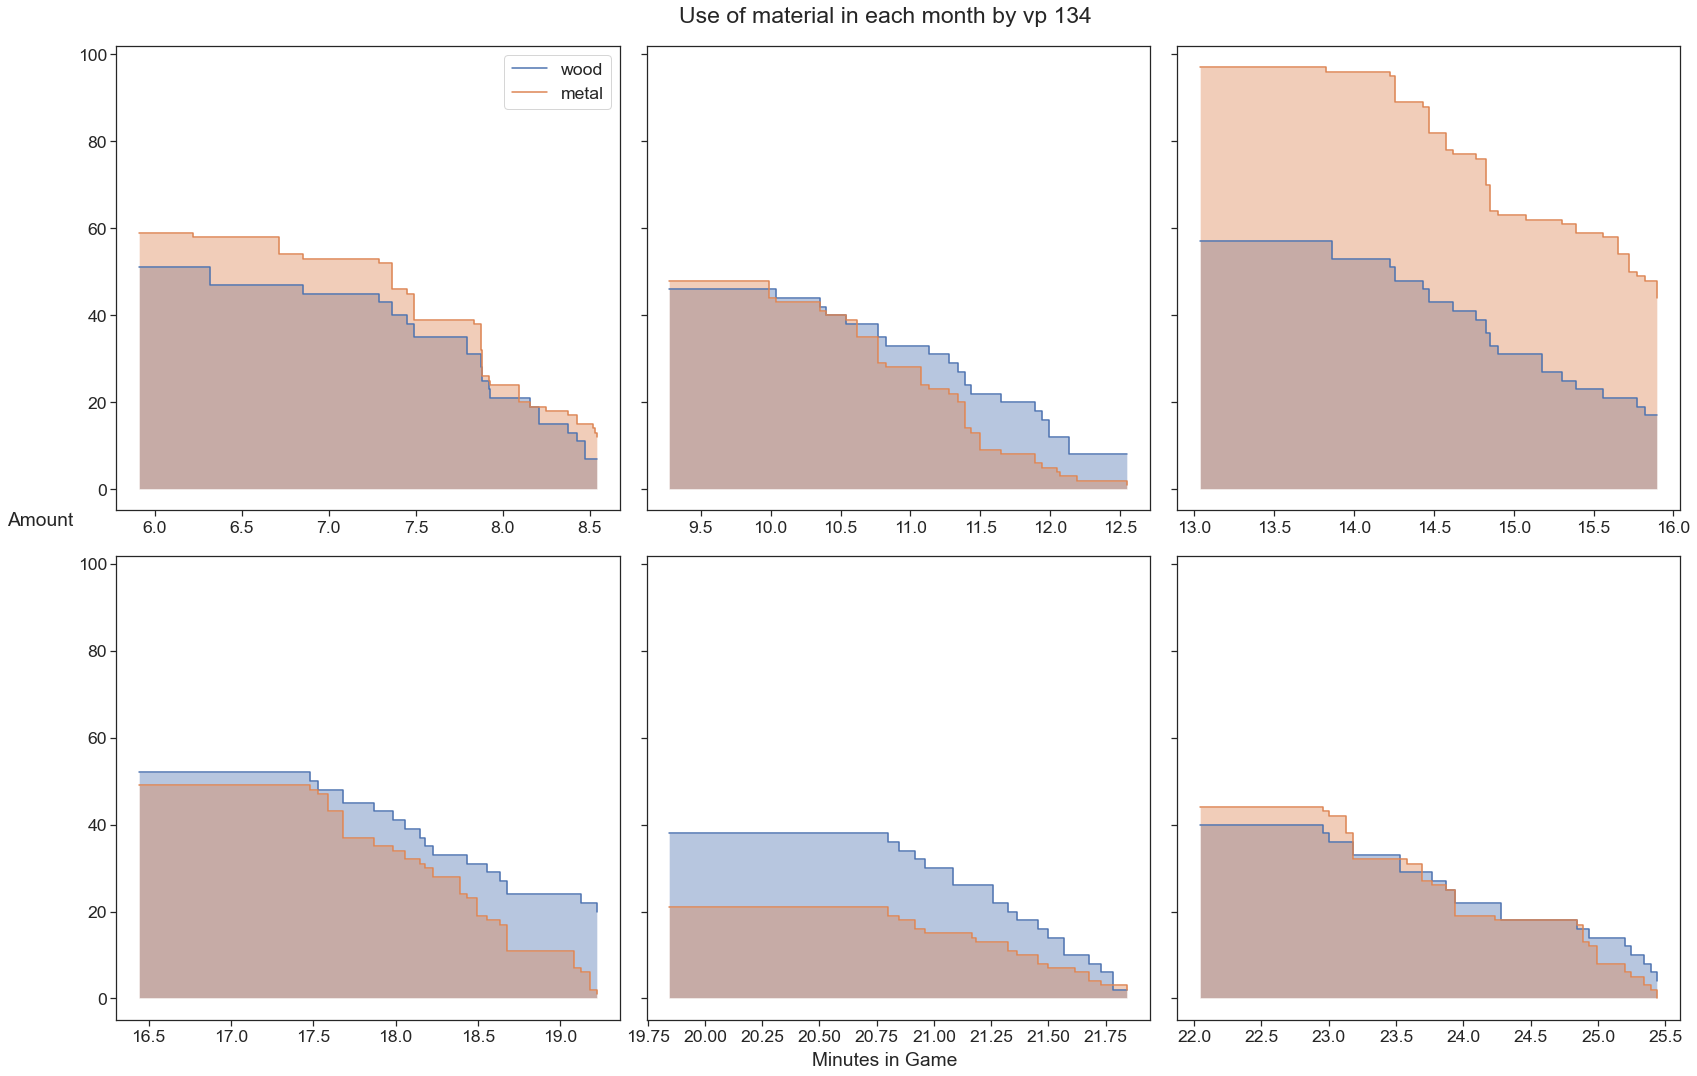 Use of material in each month by vp 134
wood
metal
100
80
60
40
20
0
6.0 6.5 7.0 7.5 8.0 8.5
9.5 10.0 10.5 11.0 11.5 12.0 12.5
13.0 13.5 14.0 14.5 15.0 15.5 16.0
Amount
100
80
60
40
20
0
16.5 17.0 17.5 18.0 18.5 19.0
19.75 20.00 20.25 20.50 20.75 21.00 21.25 21.50 21.75
22.0 22.5 23.0 23.5 24.0 24.5 25.0 25.5
Minutes in Game